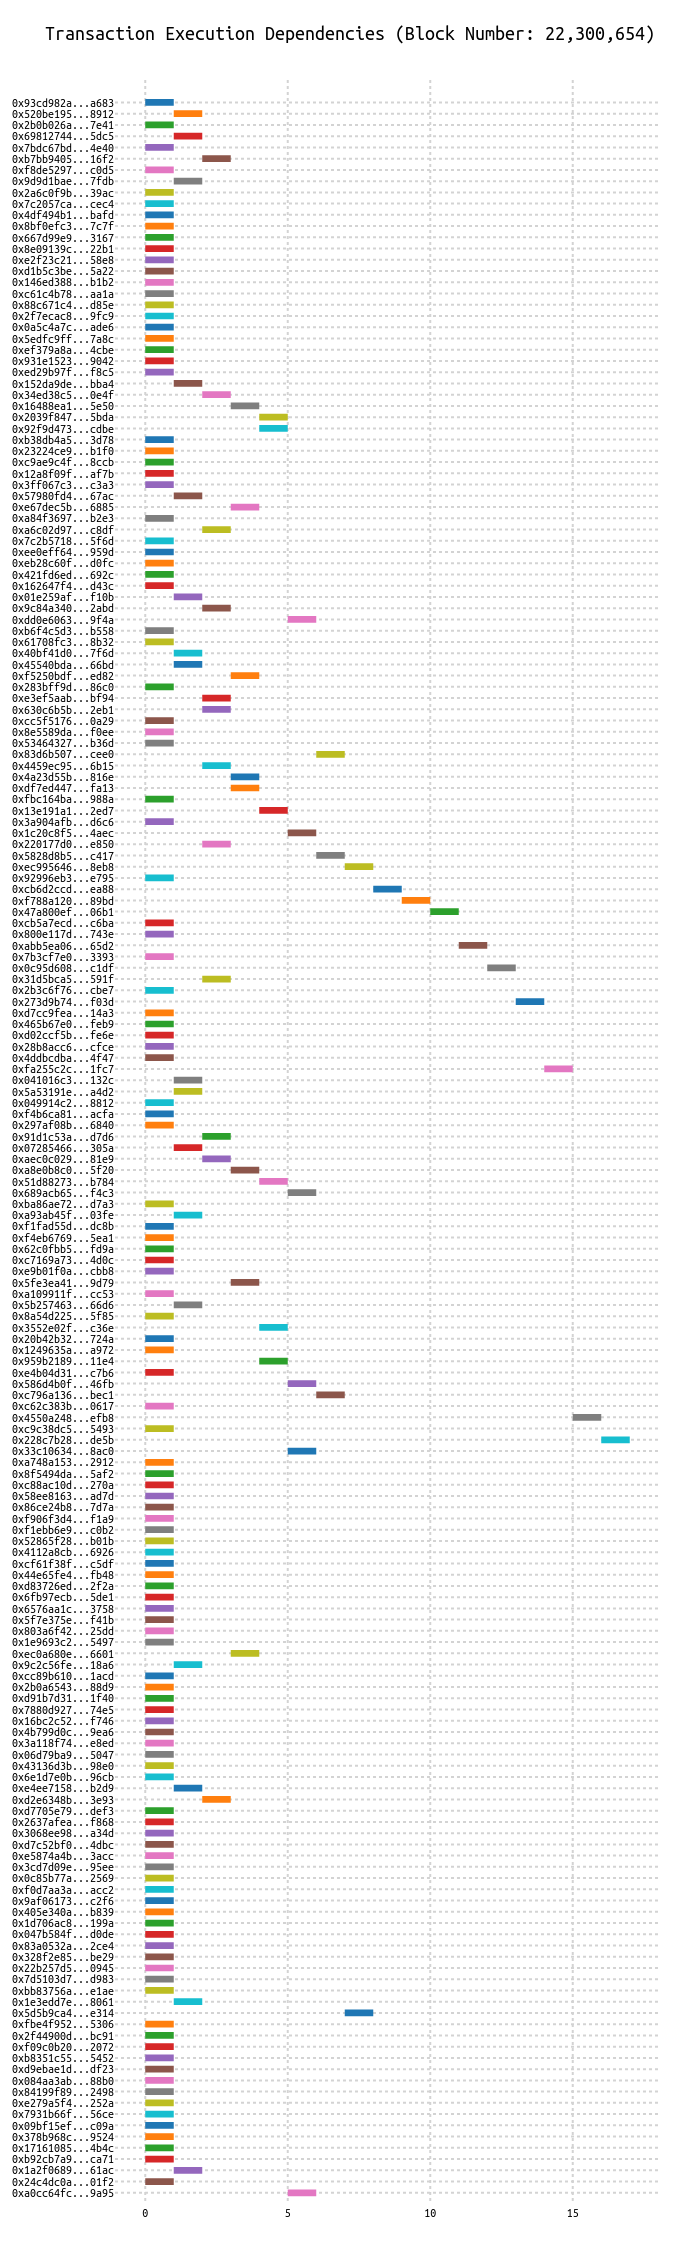 Transaction Execution Dependencies (Block Number: 22,300,654)
0x93cd982a...a683
0x520be195...8912
0x2b0b026a...7e41
0x69812744...5dc5
0x7bdc67bd...4e40
0xb7bb9405...16f2
0xf8de5297...c0d5
0x9d9d1bae...7fdb
0x2a6c0f9b...39ac
0x7c2057ca...cec4
0x4df494b1...bafd
0x8bf0efc3...7c7f
0x667d99e9...3167
0x8e09139c...22b1
0xe2f23c21...58e8
0xd1b5c3be...5a22
0x146ed388...b1b2
0xc61c4b78...aa1a
0x88c671c4...d85e
0x2f7ecac8...9fc9
0x0a5c4a7c...ade6
0x5edfc9ff...7a8c
0xef379a8a...4cbe
0x931e1523...9042
0xed29b97f...f8c5
0x152da9de...bba4
0x34ed38c5...0e4f
0x16488ea1...5e50
0x2039f847...5bda
0x92f9d473...cdbe
0xb38db4a5...3d78
0x23224ce9...b1f0
0xc9ae9c4f...8ccb
0x12a8f09f...af7b
0x3ff067c3...c3a3
0x57980fd4...67ac
0xe67dec5b...6885
0xa84f3697...b2e3
0xa6c02d97...c8df
0x7c2b5718...5f6d
0xee0eff64...959d
0xeb28c60f...d0fc
0x421fd6ed...692c
0x162647f4...d43c
0x01e259af...f10b
0x9c84a340...2abd
0xdd0e6063...9f4a
0xb6f4c5d3...b558
0x61708fc3...8b32
0x40bf41d0...7f6d
0x45540bda...66bd
0xf5250bdf...ed82
0x283bff9d...86c0
0xe3ef5aab...bf94
0x630c6b5b...2eb1
0xcc5f5176...0a29
0x8e5589da...f0ee
0x53464327...b36d
0x83d6b507...cee0
0x4459ec95...6b15
0x4a23d55b...816e
0xdf7ed447...fa13
0xfbc164ba...988a
0x13e191a1...2ed7
0x3a904afb...d6c6
0x1c20c8f5...4aec
0x220177d0...e850
0x5828d8b5...c417
0xec995646...8eb8
0x92996eb3...e795
0xcb6d2ccd...ea88
0xf788a120...89bd
0x47a800ef...06b1
0xcb5a7ecd...c6ba
0x800e117d...743e
0xabb5ea06...65d2
0x7b3cf7e0...3393
0x0c95d608...c1df
0x31d5bca5...591f
0x2b3c6f76...cbe7
0x273d9b74...f03d
0xd7cc9fea...14a3
0x465b67e0...feb9
0xd02ccf5b...fe6e
0x28b8acc6...cfce
0x4ddbcdba...4f47
0xfa255c2c...1fc7
0x041016c3...132c
0x5a53191e...a4d2
0x049914c2...8812
0xf4b6ca81...acfa
0x297af08b...6840
0x91d1c53a...d7d6
0x07285466...305a
0xaec0c029...81e9
0xa8e0b8c0...5f20
0x51d88273...b784
0x689acb65...f4c3
0xba86ae72...d7a3
0xa93ab45f...03fe
0xf1fad55d...dc8b
0xf4eb6769...5ea1
0x62c0fbb5...fd9a
0xc7169a73...4d0c
0xe9b01f0a...cbb8
0x5fe3ea41...9d79
0xa109911f...cc53
0x5b257463...66d6
0x8a54d225...5f85
0x3552e02f...c36e
0x20b42b32...724a
0x1249635a...a972
0x959b2189...11e4
0xe4b04d31...c7b6
0x586d4b0f...46fb
0xc796a136...bec1
0xc62c383b...0617
0x4550a248...efb8
0xc9c38dc5...5493
0x228c7b28...de5b
0x33c10634...8ac0
0xa748a153...2912
0x8f5494da...5af2
0xc88ac10d...270a
0x58ee8163...ad7d
0x86ce24b8...7d7a
0xf906f3d4...f1a9
0xf1ebb6e9...c0b2
0x52865f28...b01b
0x4112a8cb...6926
0xcf61f38f...c5df
0x44e65fe4...fb48
0xd83726ed...2f2a
0x6fb97ecb...5de1
0x6576aa1c...3758
0x5f7e375e...f41b
0x803a6f42...25dd
0x1e9693c2...5497
0xec0a680e...6601
0x9c2c56fe...18a6
0xcc89b610...1acd
0x2b0a6543...88d9
0xd91b7d31...1f40
0x7880d927...74e5
0x16bc2c52...f746
0x4b799d0c...9ea6
0x3a118f74...e8ed
0x06d79ba9...5047
0x43136d3b...98e0
0x6e1d7e0b...96cb
0xe4ee7158...b2d9
0xd2e6348b...3e93
0xd7705e79...def3
0x2637afea...f868
0x3068ee98...a34d
0xd7c52bf0...4dbc
0xe5874a4b...3acc
0x3cd7d09e...95ee
0x0c85b77a...2569
0xf0d7aa3a...acc2
0x9af06173...c2f6
0x405e340a...b839
0x1d706ac8...199a
0x047b584f...d0de
0x83a0532a...2ce4
0x328f2e85...be29
0x22b257d5...0945
0x7d5103d7...d983
0xbb83756a...e1ae
0x1e3edd7e...8061
0x5d5b9ca4...e314
0xfbe4f952...5306
0x2f44900d...bc91
0xf09c0b20...2072
0xb8351c55...5452
0xd9ebae1d...df23
0x084aa3ab...88b0
0x84199f89...2498
0xe279a5f4...252a
0x7931b66f...56ce
0x09bf15ef...c09a
0x378b968c...9524
0x17161085...4b4c
0xb92cb7a9...ca71
0x1a2f0689...61ac
0x24c4dc0a...01f2
0xa0cc64fc...9a95
0 5 10 15